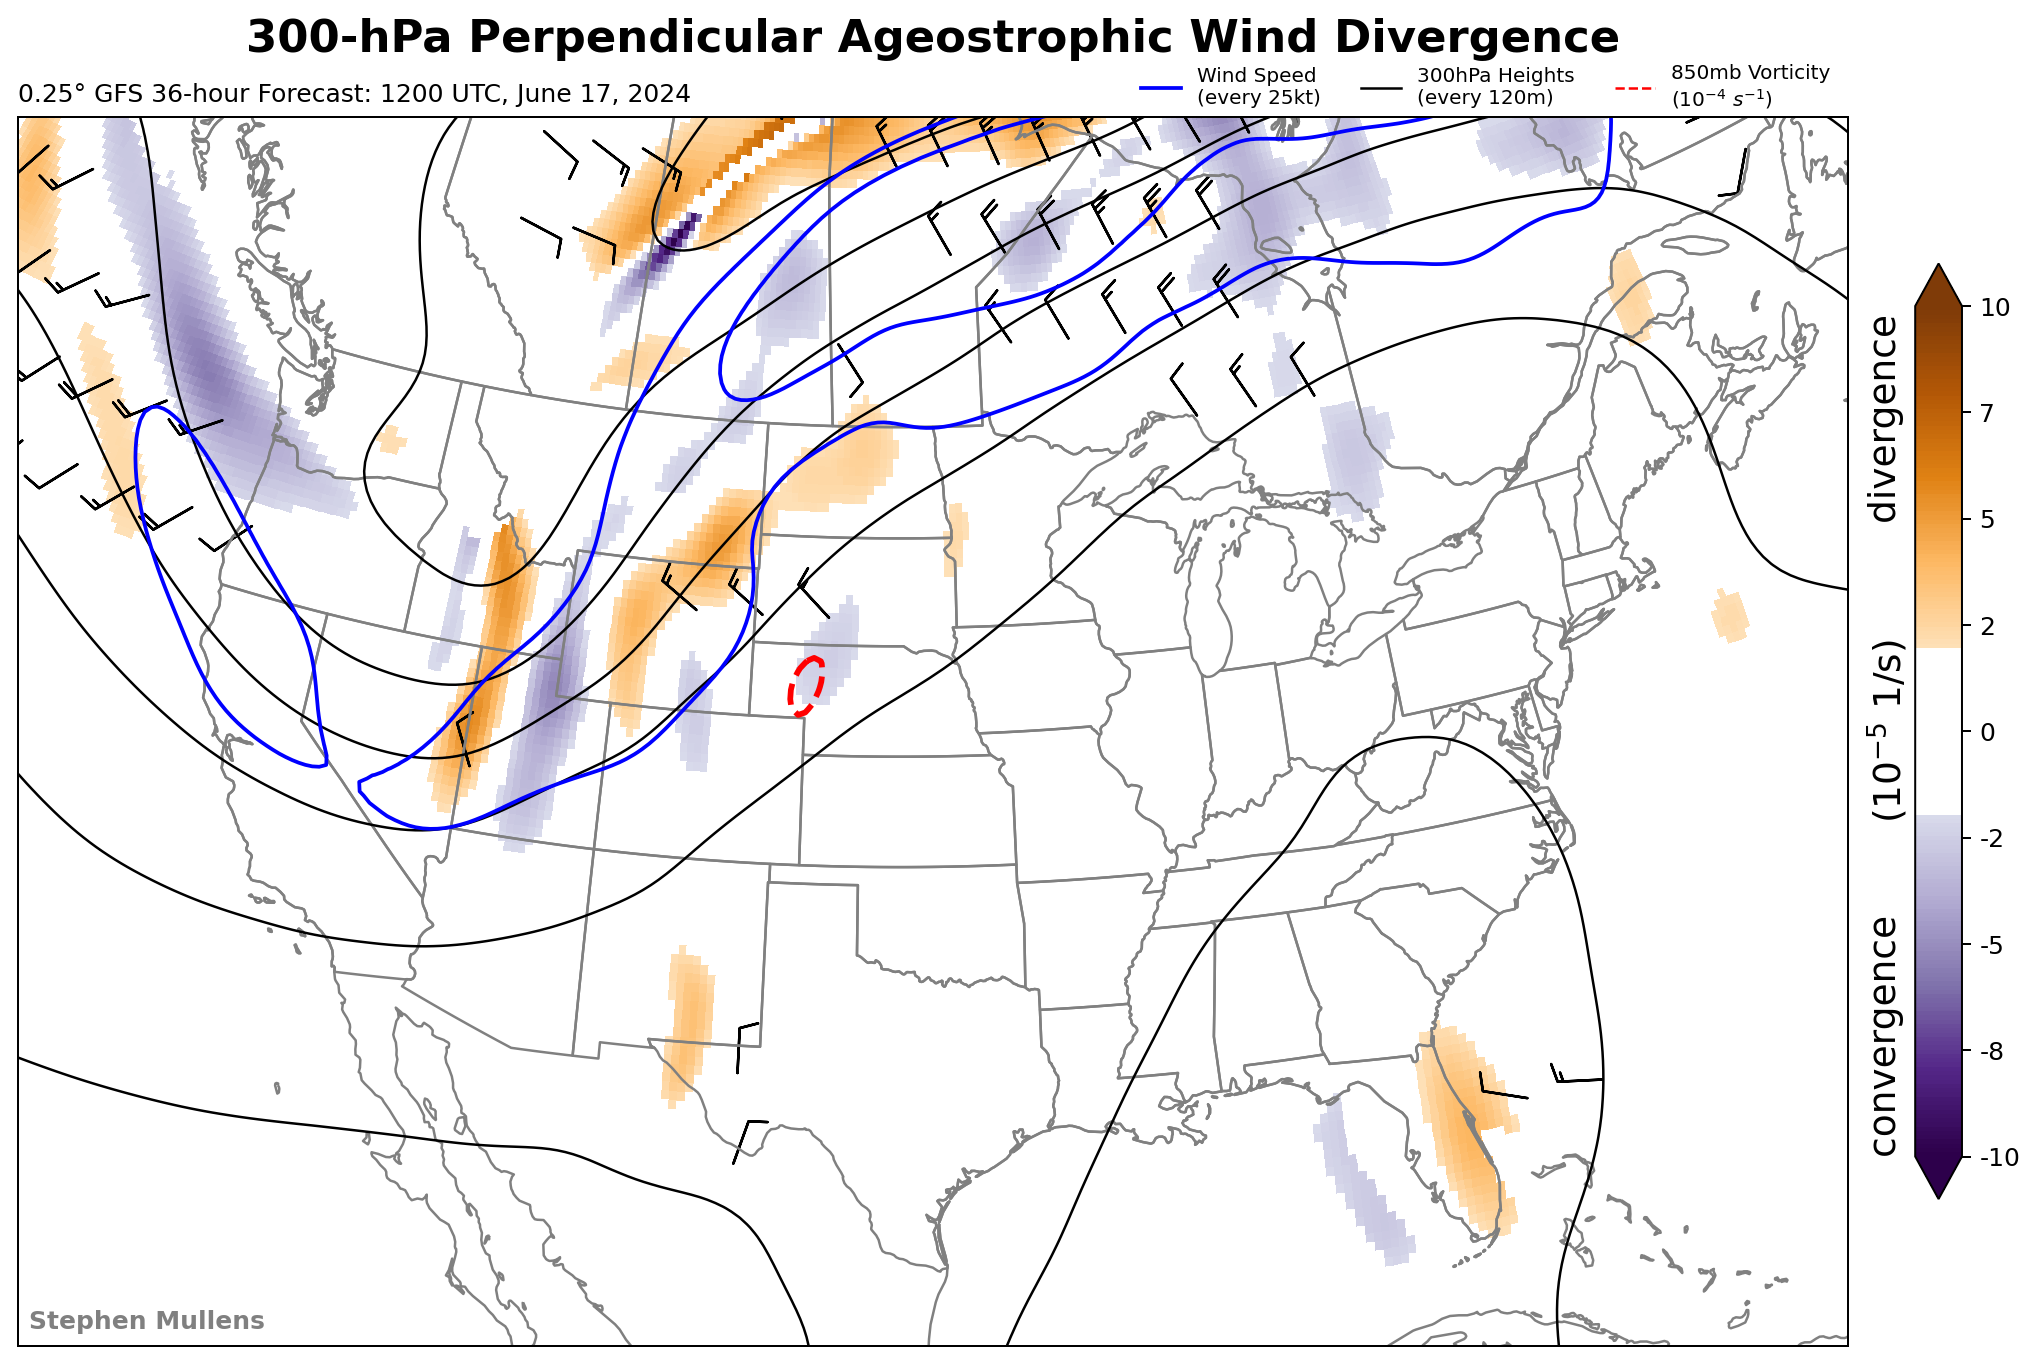 300-hPa Perpendicular Ageostrophic Wind Divergence
0.25° GFS 36-hour Forecast: 1200 UTC, June 17, 2024
Wind Speed
(every 25kt)
300hPa Heights
(every 120m)
850mb Vorticity
(10⁻⁴ s⁻¹)
10
7
5
2
0
-2
-5
-8
-10
convergence (10⁻⁵ 1/s) divergence
Stephen Mullens